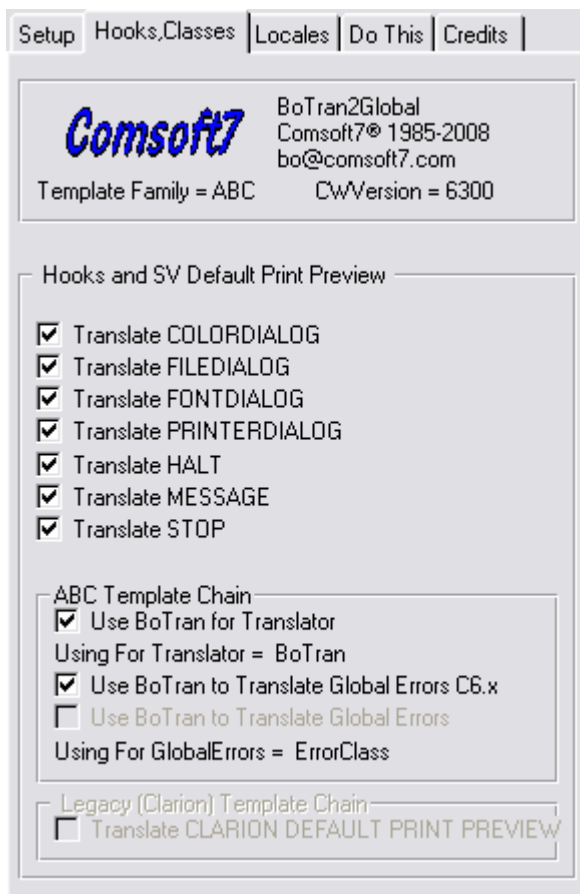 Setup Hooks,Classes Locales Do This Credits
Comsoft7
BoTran2Global
Comsoft7® 1985-2008
bo@comsoft7.com
Template Family = ABC CwVersion = 6300
Hooks and SV Default Print Preview
Translate COLORDIALOG
Translate FILEDIALOG
Translate FONTDIALOG
Translate PRINTERDIALOG
Translate HALT
Translate MESSAGE
Translate STOP
ABC Template Chain
Use BoTran for Translator
Using For Translator = BoTran
Use BoTran to Translate Global Errors C6.x
Use BoTran to Translate Global Errors
Using For GlobalErrors = ErrorClass
Legacy (Clarion) Template Chain
Translate CLARION DEFAULT PRINT PREVIEW